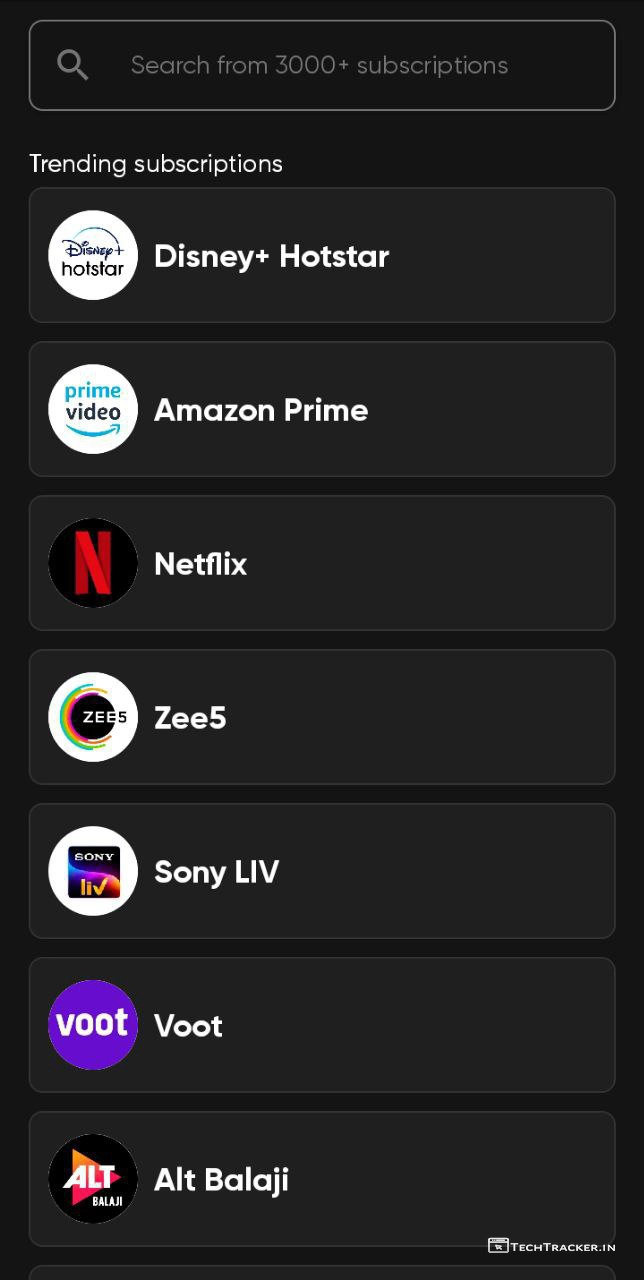 Search from 3000+ subscriptions
Trending subscriptions
Disney+
hotstar
Disney+ Hotstar
prime
video
Amazon Prime
N
Netflix
ZEE5
Zee5
SONY
liv
Sony LIV
voot
Voot
ALT
BALAJI
Alt Balaji
TECHTRACKER.IN